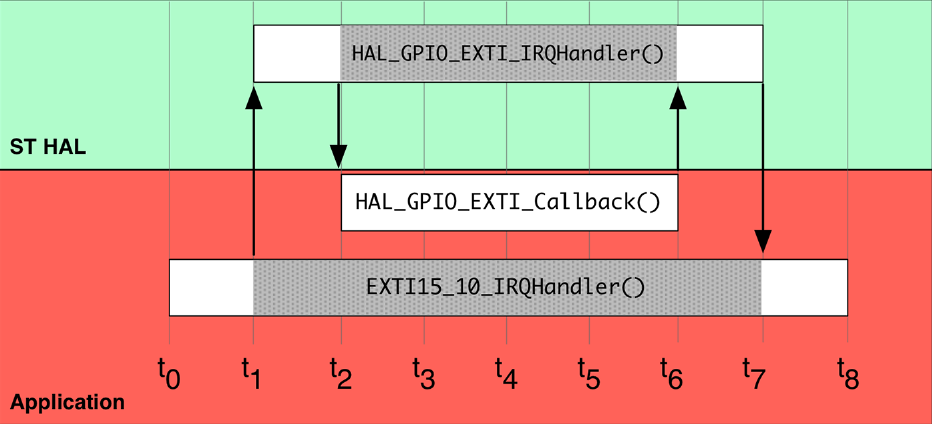 HAL_GPIO_EXTI_IRQHandler()
ST HAL
HAL_GPIO_EXTI_Callback()
EXTI15_10_IRQHandler()
t0 t1 t2 t3 t4 t5 t6 t7 t8
Application